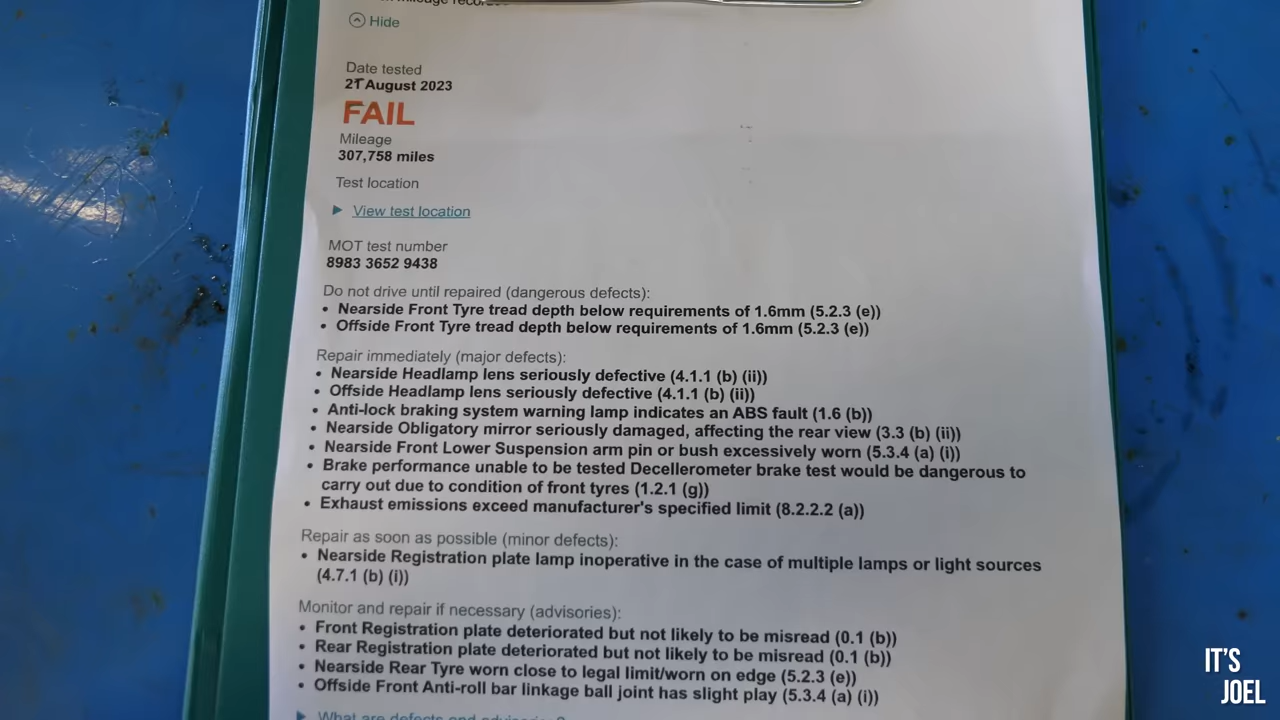 mileage recorded
Hide
Date tested
21 August 2023
FAIL
Mileage
307,758 miles
Test location
View test location
MOT test number
8983 3652 9438
Do not drive until repaired (dangerous defects):
• Nearside Front Tyre tread depth below requirements of 1.6mm (5.2.3 (e))
• Offside Front Tyre tread depth below requirements of 1.6mm (5.2.3 (e))
Repair immediately (major defects):
• Nearside Headlamp lens seriously defective (4.1.1 (b) (ii))
• Offside Headlamp lens seriously defective (4.1.1 (b) (ii))
• Anti-lock braking system warning lamp indicates an ABS fault (1.6 (b))
• Nearside Obligatory mirror seriously damaged, affecting the rear view (3.3 (b) (ii))
• Nearside Front Lower Suspension arm pin or bush excessively worn (5.3.4 (a) (i))
• Brake performance unable to be tested Decellerometer brake test would be dangerous to
carry out due to condition of front tyres (1.2.1 (g))
• Exhaust emissions exceed manufacturer's specified limit (8.2.2.2 (a))
Repair as soon as possible (minor defects):
• Nearside Registration plate lamp inoperative in the case of multiple lamps or light sources
(4.7.1 (b) (i))
Monitor and repair if necessary (advisories):
• Front Registration plate deteriorated but not likely to be misread (0.1 (b))
• Rear Registration plate deteriorated but not likely to be misread (0.1 (b))
• Nearside Rear Tyre worn close to legal limit/worn on edge (5.2.3 (e))
• Offside Front Anti-roll bar linkage ball joint has slight play (5.3.4 (a) (i))
What are defects and advisories?
IT'S
JOEL